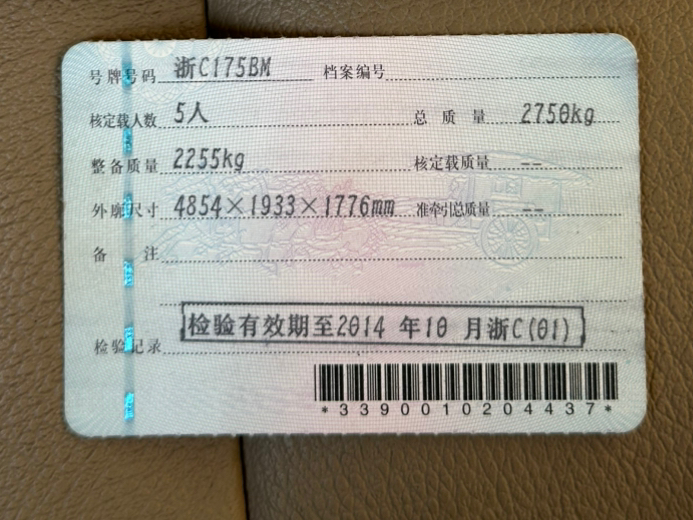 号牌号码 浙C175BM 档案编号
核定载人数 5人 总质量 2750kg
整备质量 2255kg 核定载质量 --
外廓尺寸 4854×1933×1776mm 准牵引总质量 --
备注
检验有效期至2014 年10 月浙C(01)
检验记录
*3390010204437*